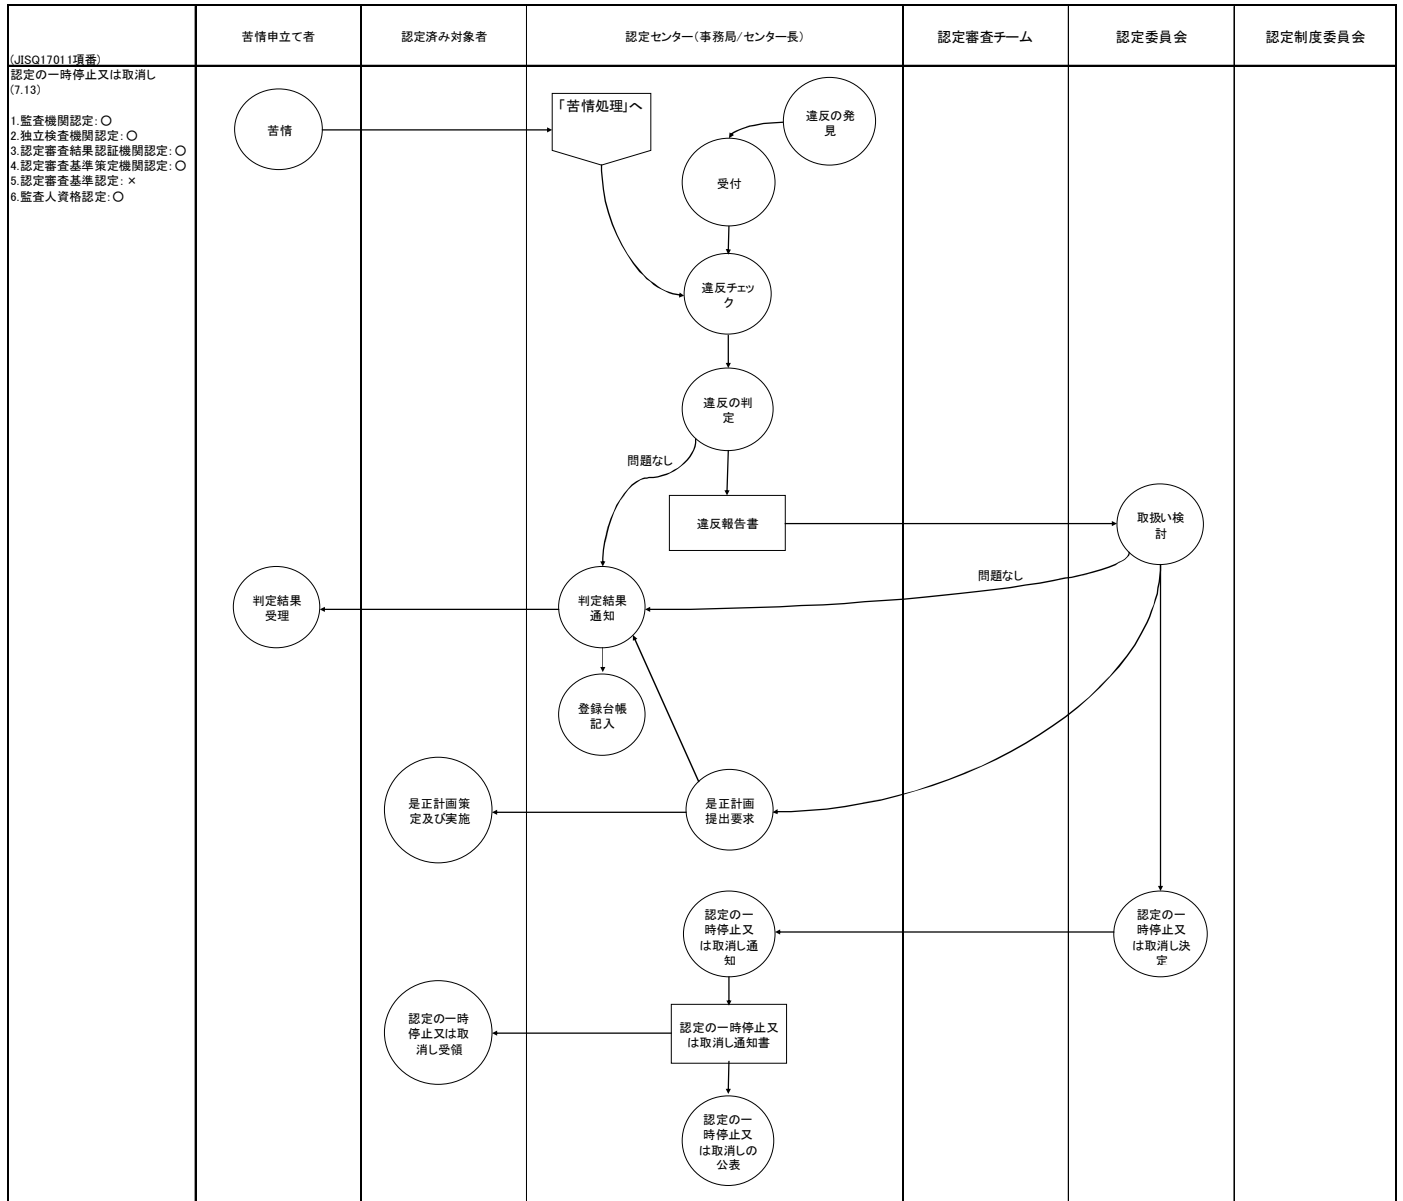 苦情申立て者
認定済み対象者
認定センター(事務局/センター長)
認定審査チーム
認定委員会
認定制度委員会
(JISQ17011項番)
認定の一時停止又は取消し
(7.13)
1.監査機関認定:○
2.独立検査機関認定:○
3.認定審査結果認証機関認定:○
4.認定審査基準策定機関認定:○
5.認定審査基準認定:×
6.監査人資格認定:○
苦情
「苦情処理」へ
違反の発
見
受付
違反チェッ
ク
違反の判
定
問題なし
違反報告書
取扱い検
討
問題なし
判定結果
受理
判定結果
通知
登録台帳
記入
是正計画策
定及び実施
是正計画
提出要求
認定の一
時停止又
は取消し通
知
認定の一
時停止又
は取消し決
定
認定の一時
停止又は取
消し受領
認定の一時停止又
は取消し通知書
認定の一
時停止又
は取消しの
公表